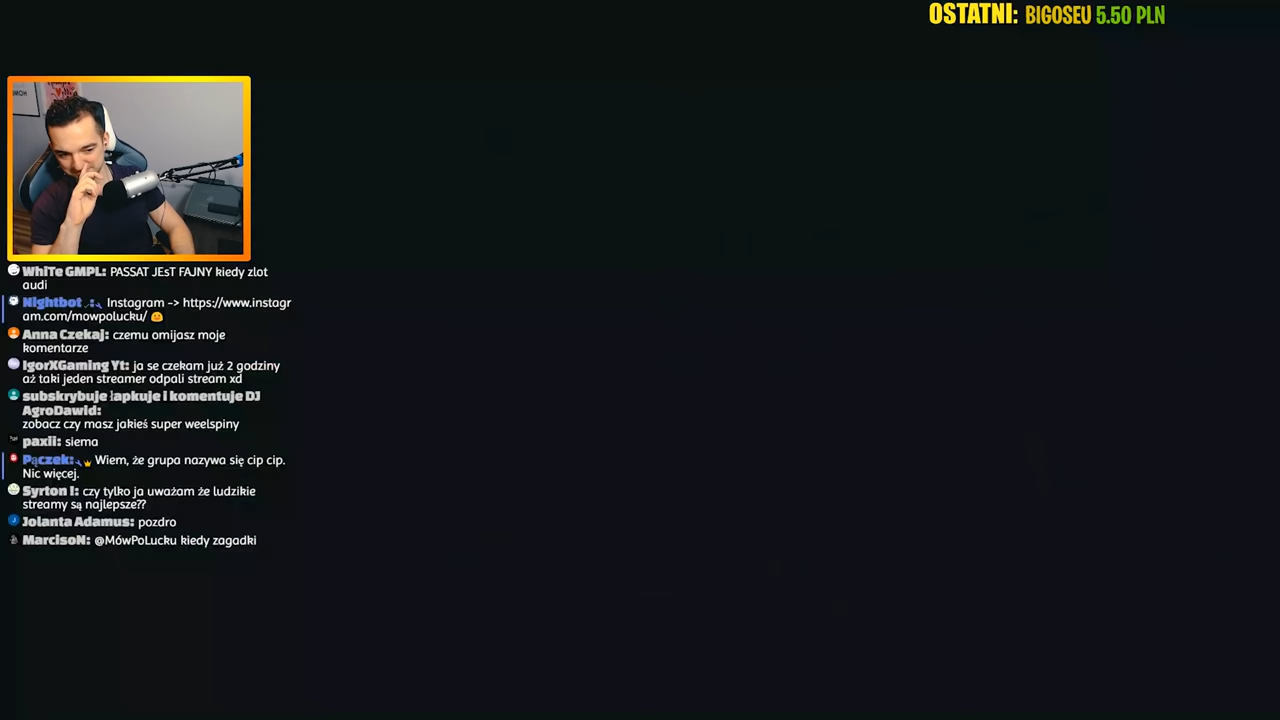 OSTATNI: BIGOSEU 5.50 PLN
WhiTe GMPL: PASSAT JEsT FAJNY kiedy zlot
audi
Nightbot Instagram -> https://www.instagr
am.com/mowpolucku/
Anna Czekaj: czemu omijasz moje
komentarze
IgorXGaming Yt: ja se czekam już 2 godziny
aż taki jeden streamer odpali stream xd
subskrybuje łapkuje i komentuje DJ
AgroDawid:
zobacz czy masz jakieś super weelspiny
paxii: siema
Pączek: Wiem, że grupa nazywa się cip cip.
Nic więcej.
Syrton I: czy tylko ja uważam że ludzikie
streamy są najlepsze??
Jolanta Adamus: pozdro
MarcisoN: @MówPoLucku kiedy zagadki